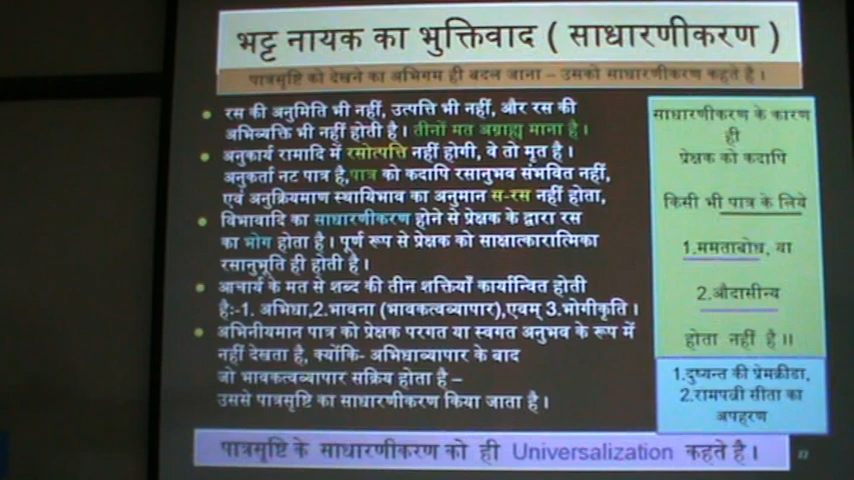 भट्ट नायक का भुक्तिवाद ( साधारणीकरण )
पात्रसृष्टि को देखने का अभिगम ही बदल जाना – उसको साधारणीकरण कहते है ।
रस की अनुमिति भी नहीं, उत्पत्ति भी नहीं, और रस की
अभिव्यक्ति भी नहीं होती है । तीनों मत अग्राह्य माना है ।
अनुकार्य रामादि में रसोत्पत्ति नहीं होगी, वे तो मृत है ।
अनुकर्ता नट पात्र है,पात्र को कदापि रसानुभव संभवित नहीं,
एवं अनुक्रियमाण स्थायिभाव का अनुमान स-रस नहीं होता,
विभावादि का साधारणीकरण होने से प्रेक्षक के द्वारा रस
का भोग होता है । पूर्ण रूप से प्रेक्षक को साक्षात्कारात्मिका
रसानुभूति ही होती है ।
आचार्य के मत से शब्द की तीन शक्तियाँ कार्यान्वित होती
है:-1. अभिधा,2.भावना (भावकत्वव्यापार),एवम् 3.भोगीकृति ।
अभिनीयमान पात्र को प्रेक्षक परगत या स्वगत अनुभव के रूप में
नहीं देखता है, क्योंकि- अभिधाव्यापार के बाद
जो भावकत्वव्यापार सक्रिय होता है –
उससे पात्रसृष्टि का साधारणीकरण किया जाता है ।
साधारणीकरण के कारण
ही
प्रेक्षक को कदापि
किसी भी पात्र के लिये
1.ममताबोध, या
2.औदासीन्य
होता नहीं है ।।
1.दुष्यन्त की प्रेमक्रीडा,
2.रामपत्नी सीता का
अपहरण
पात्रसृष्टि के साधारणीकरण को ही Universalization कहते है ।